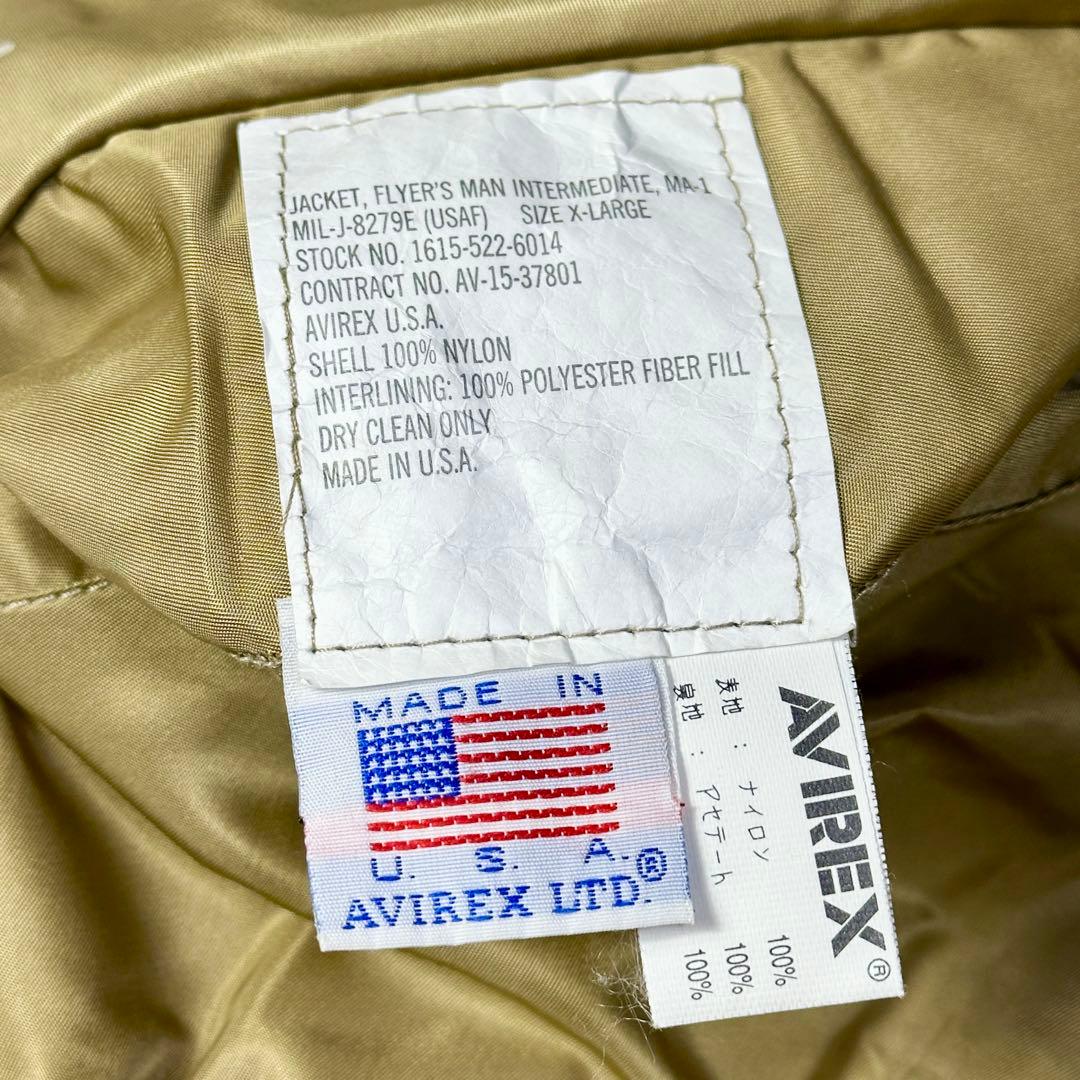 JACKET, FLYER'S MAN INTERMEDIATE, MA-1
MIL-J-8279E (USAF) SIZE X-LARGE
STOCK NO. 1615-522-6014
CONTRACT NO. AV-15-37801
AVIREX U.S.A.
SHELL 100% NYLON
INTERLINING: 100% POLYESTER FIBER FILL
DRY CLEAN ONLY
MADE IN U.S.A.
MADE IN
U. S. A.
AVIREX LTD.®
AVIREX®
表地 : ナイロン 100%
裏地 : アセテート 100%
100%